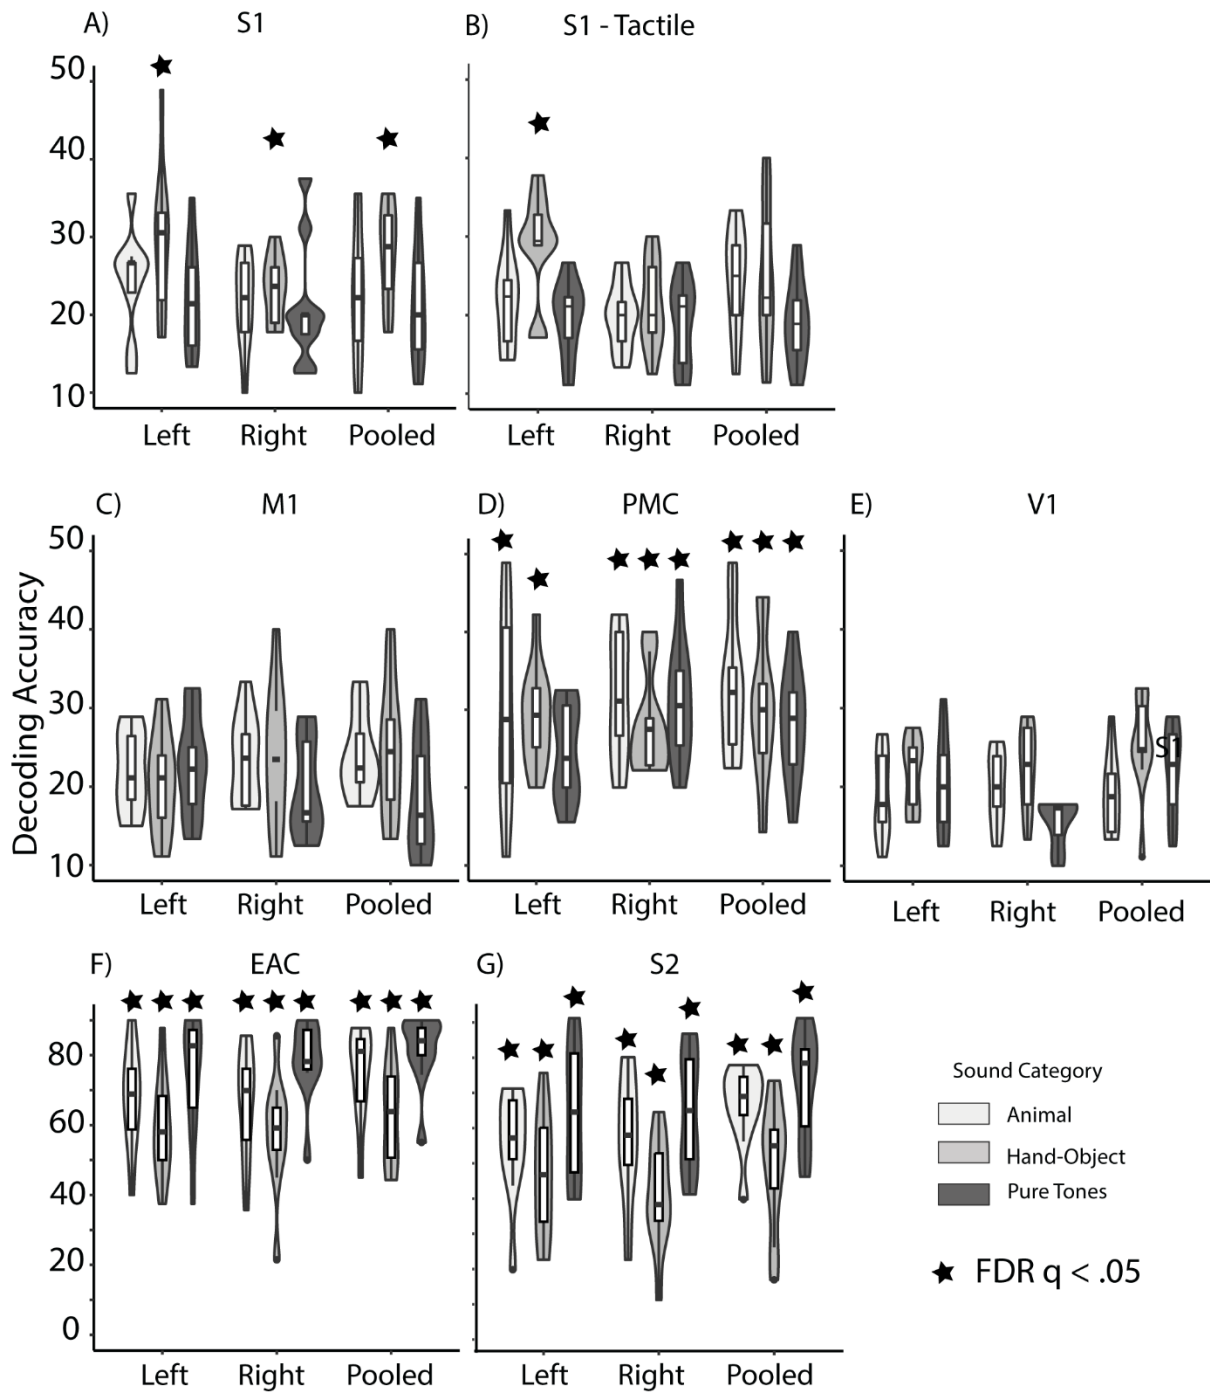 A) S1
B) S1 - Tactile
50
40
30
20
10
Left Right Pooled
Left Right Pooled
C) M1
D) PMC
E) V1
Decoding Accuracy
50
40
30
20
10
S1
Left Right Pooled
Left Right Pooled
Left Right Pooled
F) EAC
G) S2
80
60
40
20
0
Left Right Pooled
Left Right Pooled
Sound Category
Animal
Hand-Object
Pure Tones
FDR q < .05